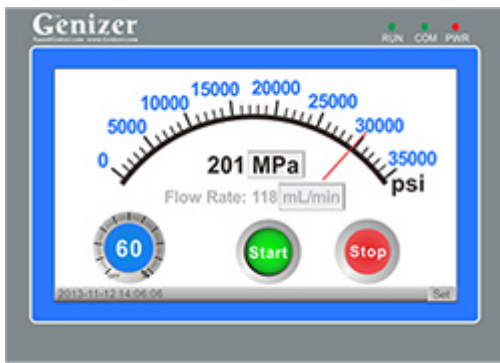 Genizer
RUN COM PWR
0 5000 10000 15000 20000 25000 30000 35000
psi
201 MPa
Flow Rate: 118 mL/min
60
Start
Stop
2013-11-12 14:06:06
Set